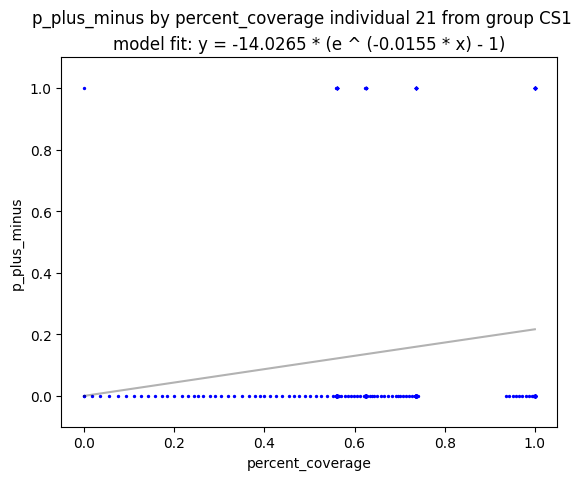 p_plus_minus by percent_coverage individual 21 from group CS1
model fit: y = -14.0265 * (e ^ (-0.0155 * x) - 1)
1.0
0.8
0.6
0.4
0.2
0.0
p_plus_minus
0.0 0.2 0.4 0.6 0.8 1.0
percent_coverage